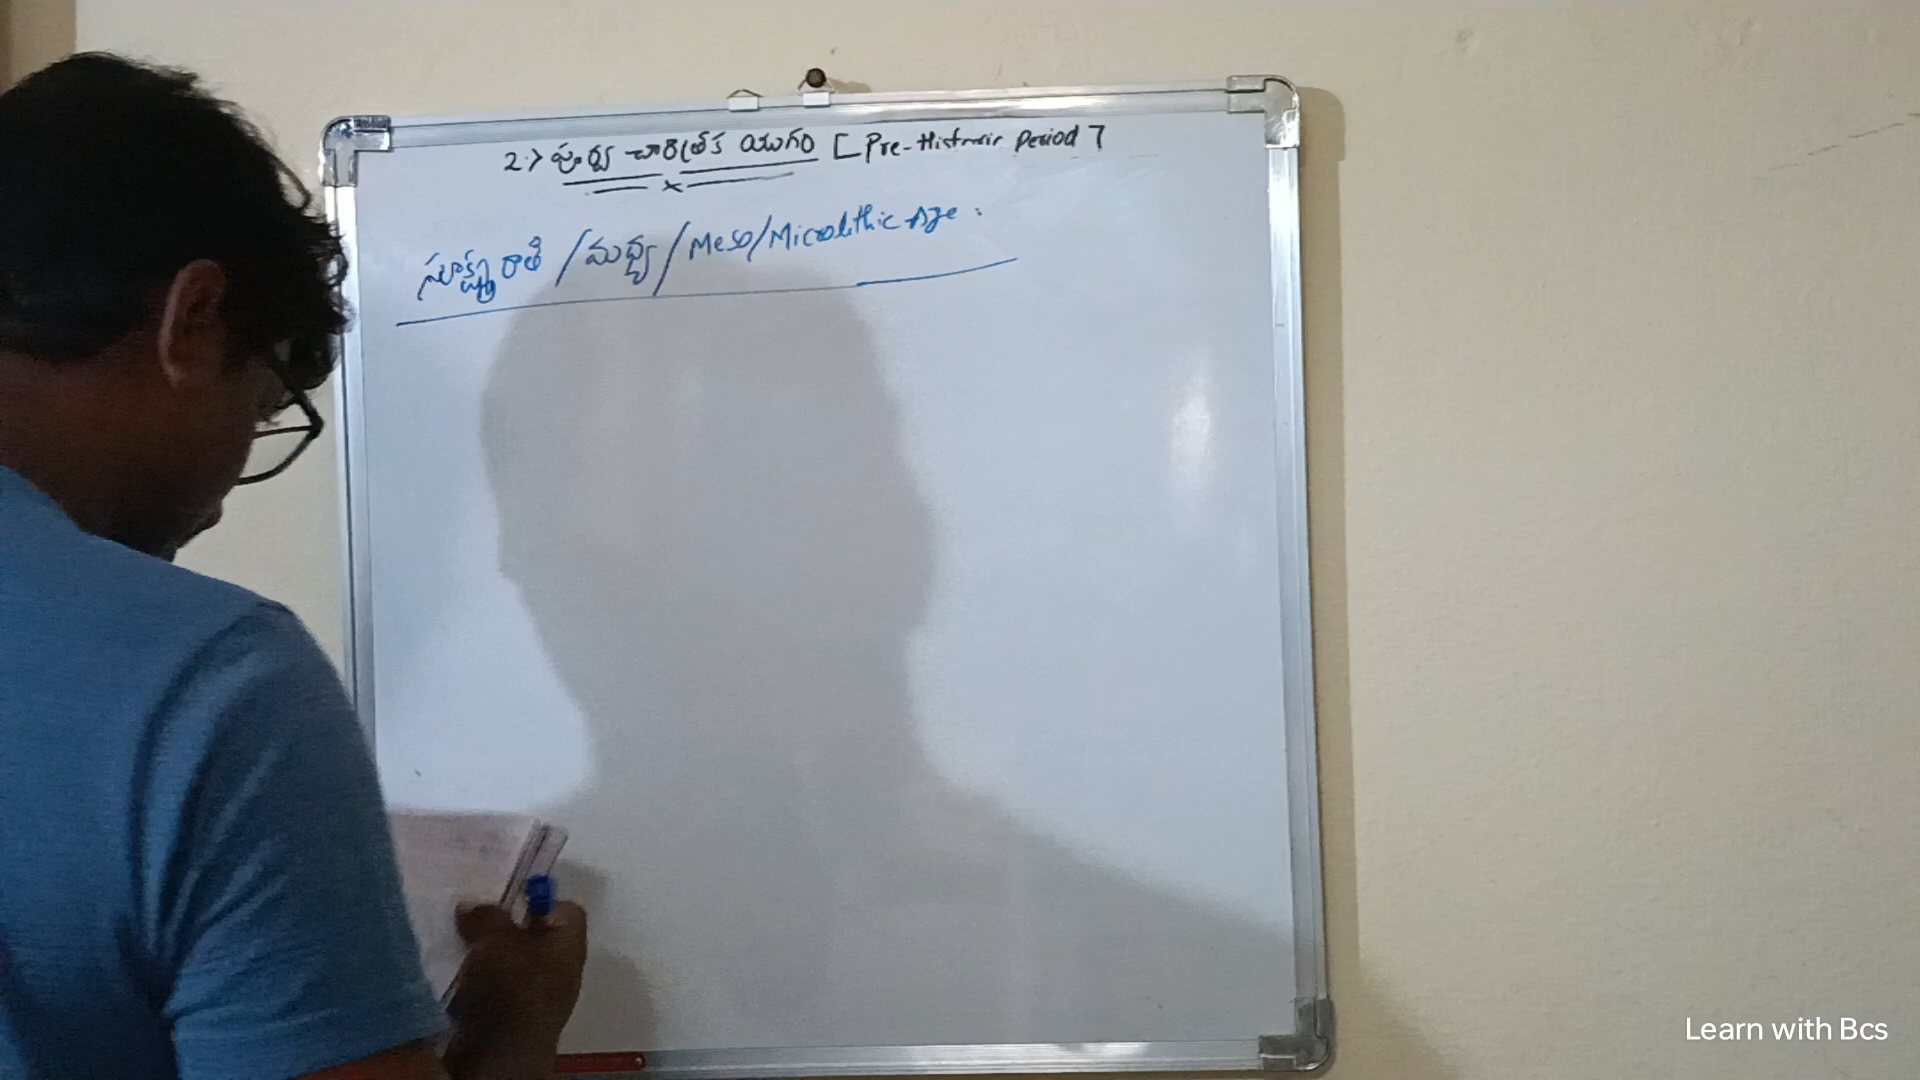 2.> పూర్వ చారిత్రక యుగం [Pre-Historic Period]
సూక్ష్మ రాతి / మధ్య / Meso/Microlithic Age :
Learn with Bcs